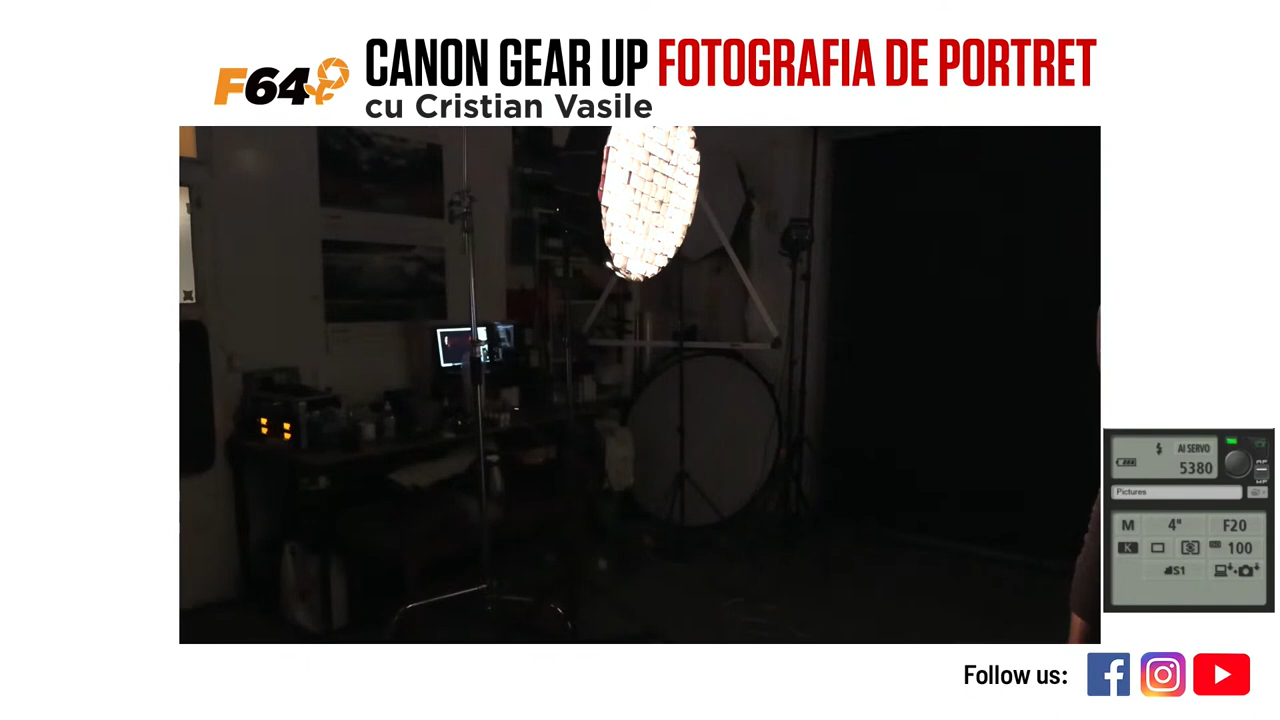 F64
CANON GEAR UP FOTOGRAFIA DE PORTRET
cu Cristian Vasile
AI SERVO
5380
Pictures
M 4" F20
K 100
S1
Follow us: